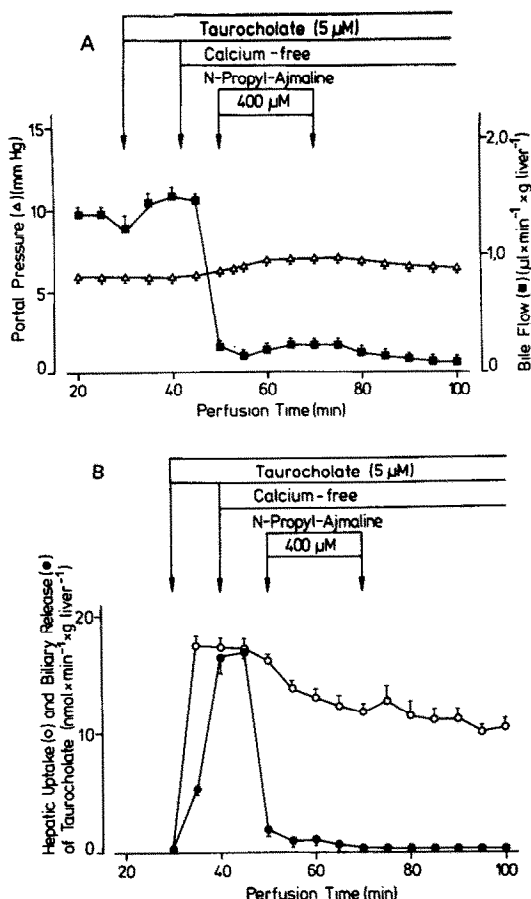 A
Taurocholate (5 µM)
Calcium-free
N-Propyl-Ajmaline
400 µM
Portal Pressure (△)(mm Hg)
15
10
5
0
Bile Flow (■)(µl×min⁻¹×g liver⁻¹)
2,0
1,0
0
20 40 60 80 100
Perfusion Time (min)
B
Taurocholate (5 µM)
Calcium-free
N-Propyl-Ajmaline
400 µM
Hepatic Uptake (○) and Biliary Release (●)
of Taurocholate (nmol×min⁻¹×g liver⁻¹)
20
10
0
20 40 60 80 100
Perfusion Time (min)